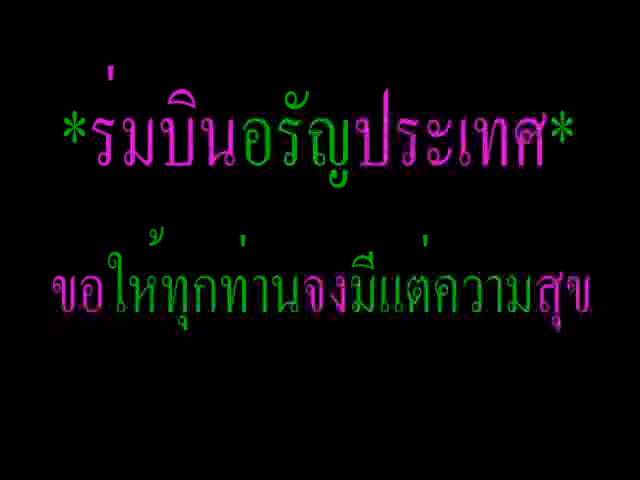 *ร่มบินอรัญประเทศ*
ขอให้ทุกท่านจงมีแต่ความสุข